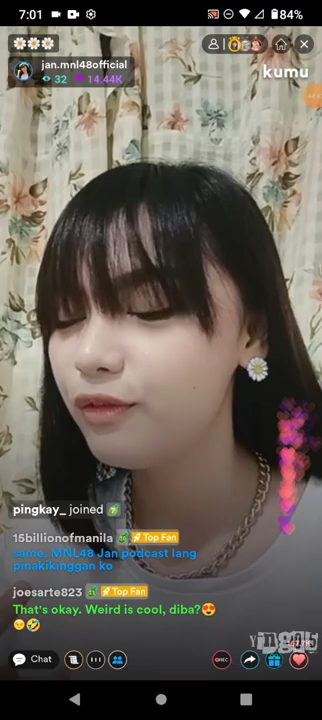 7:01
84%
jan.mnl48official
32 14.44K
kumu
pingkay_ joined
15billionofmanila Top Fan
same, MNL48 Jan podcast lang
pinakikinggan ko
joesarte823 Top Fan
That's okay. Weird is cool, diba?
Chat
REC